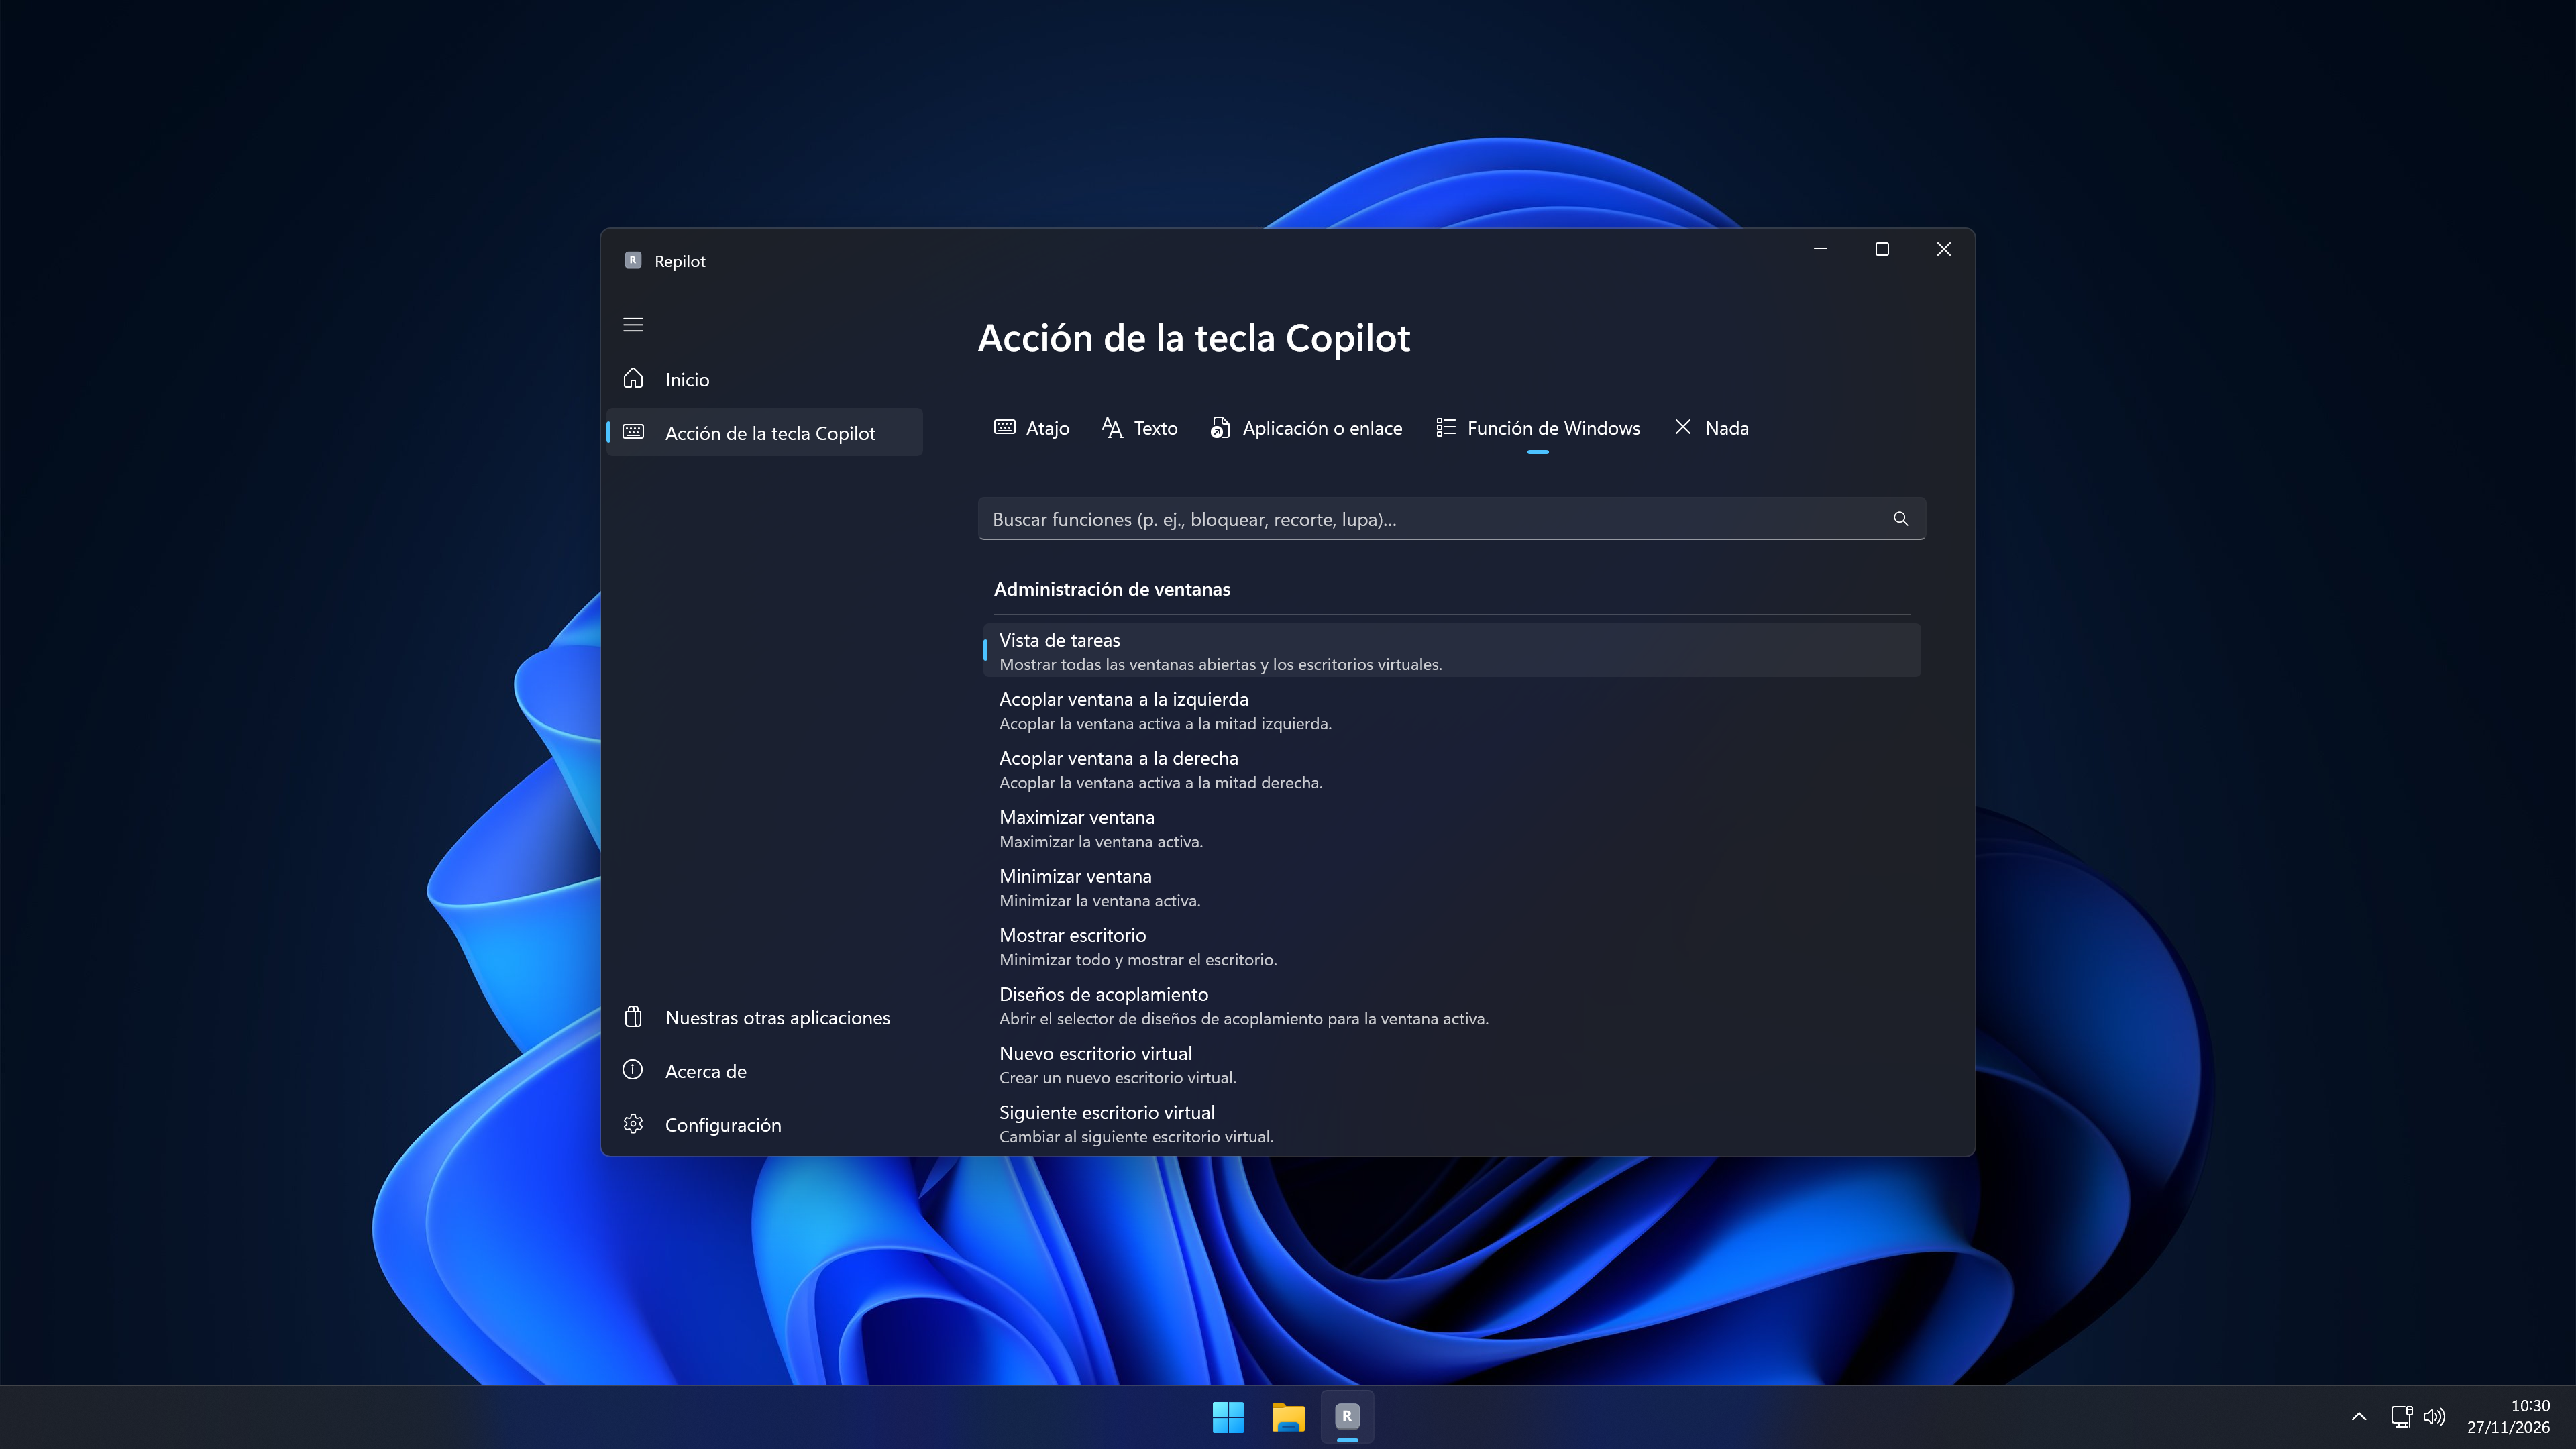 Repilot
Inicio
Acción de la tecla Copilot
Nuestras otras aplicaciones
Acerca de
Configuración
Acción de la tecla Copilot
Atajo
Texto
Aplicación o enlace
Función de Windows
Nada
Buscar funciones (p. ej., bloquear, recorte, lupa)...
Administración de ventanas
Vista de tareas
Mostrar todas las ventanas abiertas y los escritorios virtuales.
Acoplar ventana a la izquierda
Acoplar la ventana activa a la mitad izquierda.
Acoplar ventana a la derecha
Acoplar la ventana activa a la mitad derecha.
Maximizar ventana
Maximizar la ventana activa.
Minimizar ventana
Minimizar la ventana activa.
Mostrar escritorio
Minimizar todo y mostrar el escritorio.
Diseños de acoplamiento
Abrir el selector de diseños de acoplamiento para la ventana activa.
Nuevo escritorio virtual
Crear un nuevo escritorio virtual.
Siguiente escritorio virtual
Cambiar al siguiente escritorio virtual.
R
10:30
27/11/2026